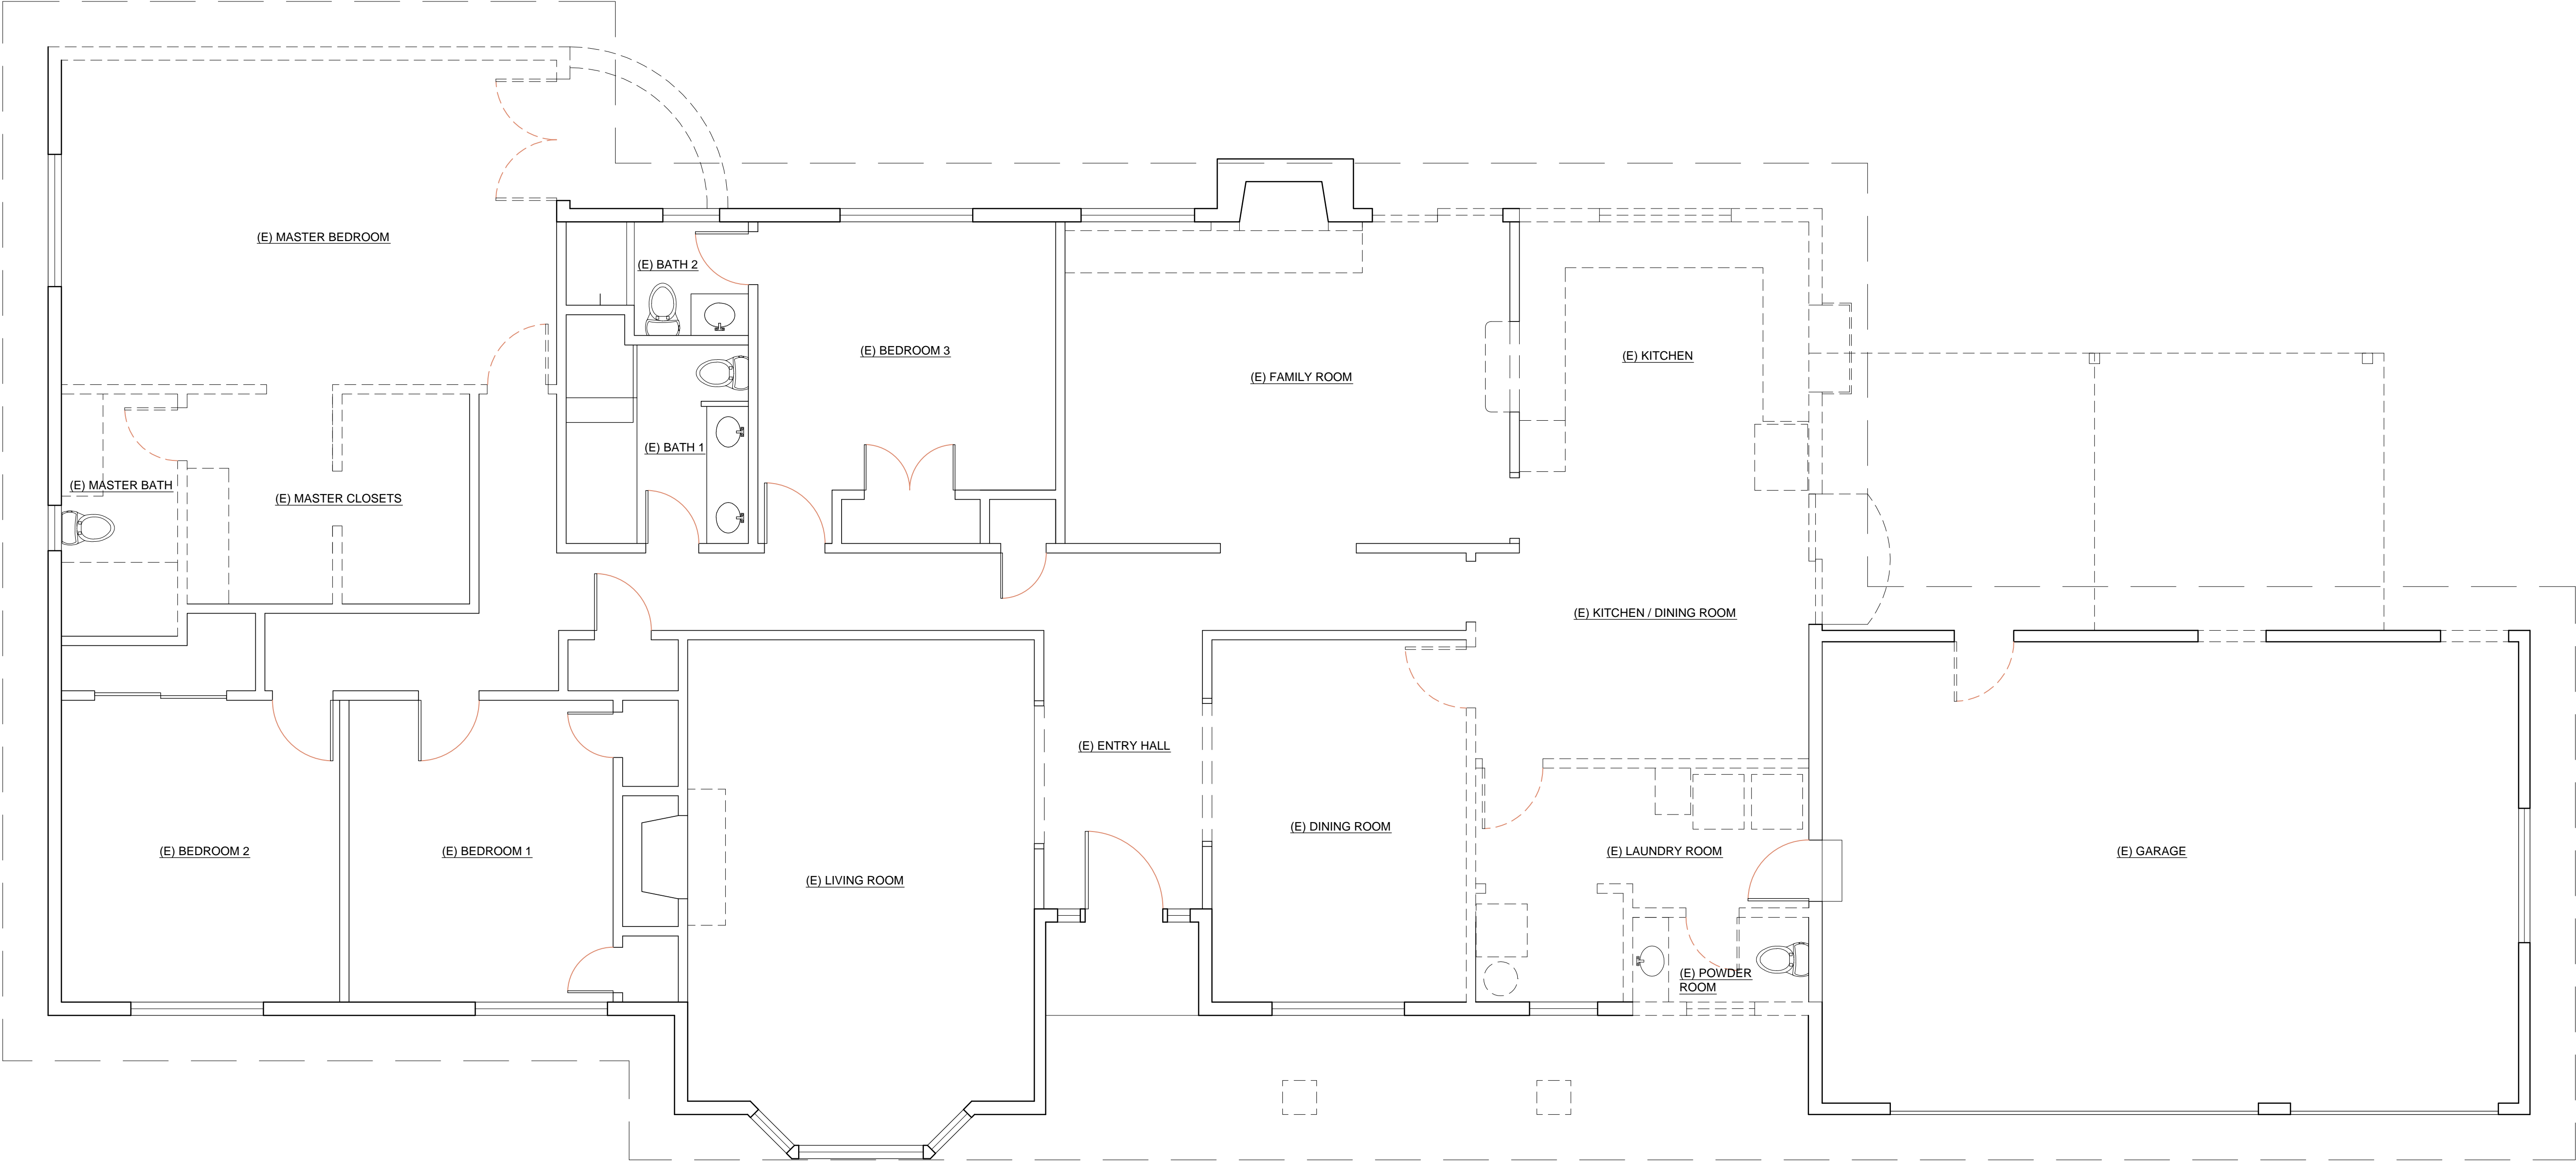 (E) MASTER BEDROOM
(E) BATH 2
(E) BEDROOM 3
(E) KITCHEN
(E) FAMILY ROOM
(E) BATH 1
(E) MASTER BATH
(E) MASTER CLOSETS
(E) KITCHEN / DINING ROOM
(E) ENTRY HALL
(E) DINING ROOM
(E) BEDROOM 2
(E) BEDROOM 1
(E) LAUNDRY ROOM
(E) GARAGE
(E) LIVING ROOM
(E) POWDER
ROOM